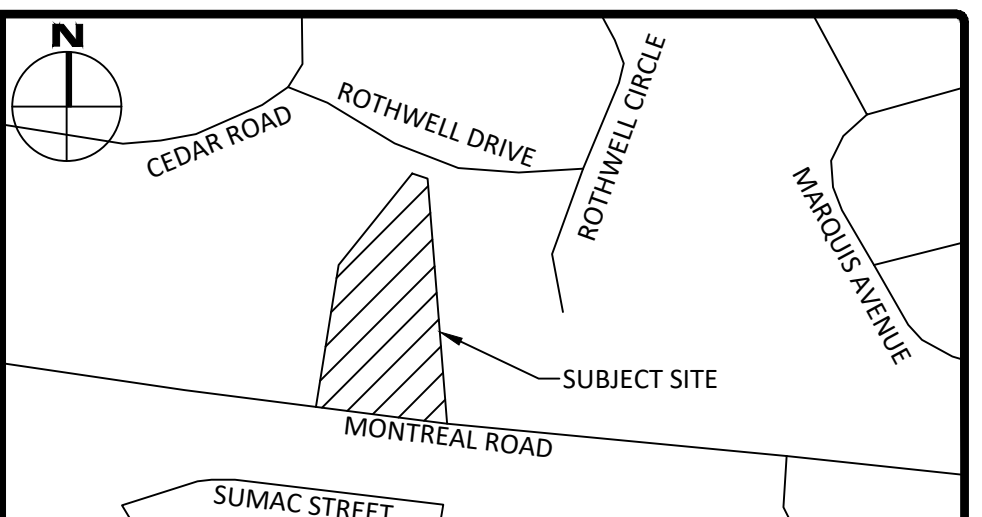 N
CEDAR ROAD
ROTHWELL DRIVE
ROTHWELL CIRCLE
MARQUIS AVENUE
SUBJECT SITE
MONTREAL ROAD
SUMAC STREET